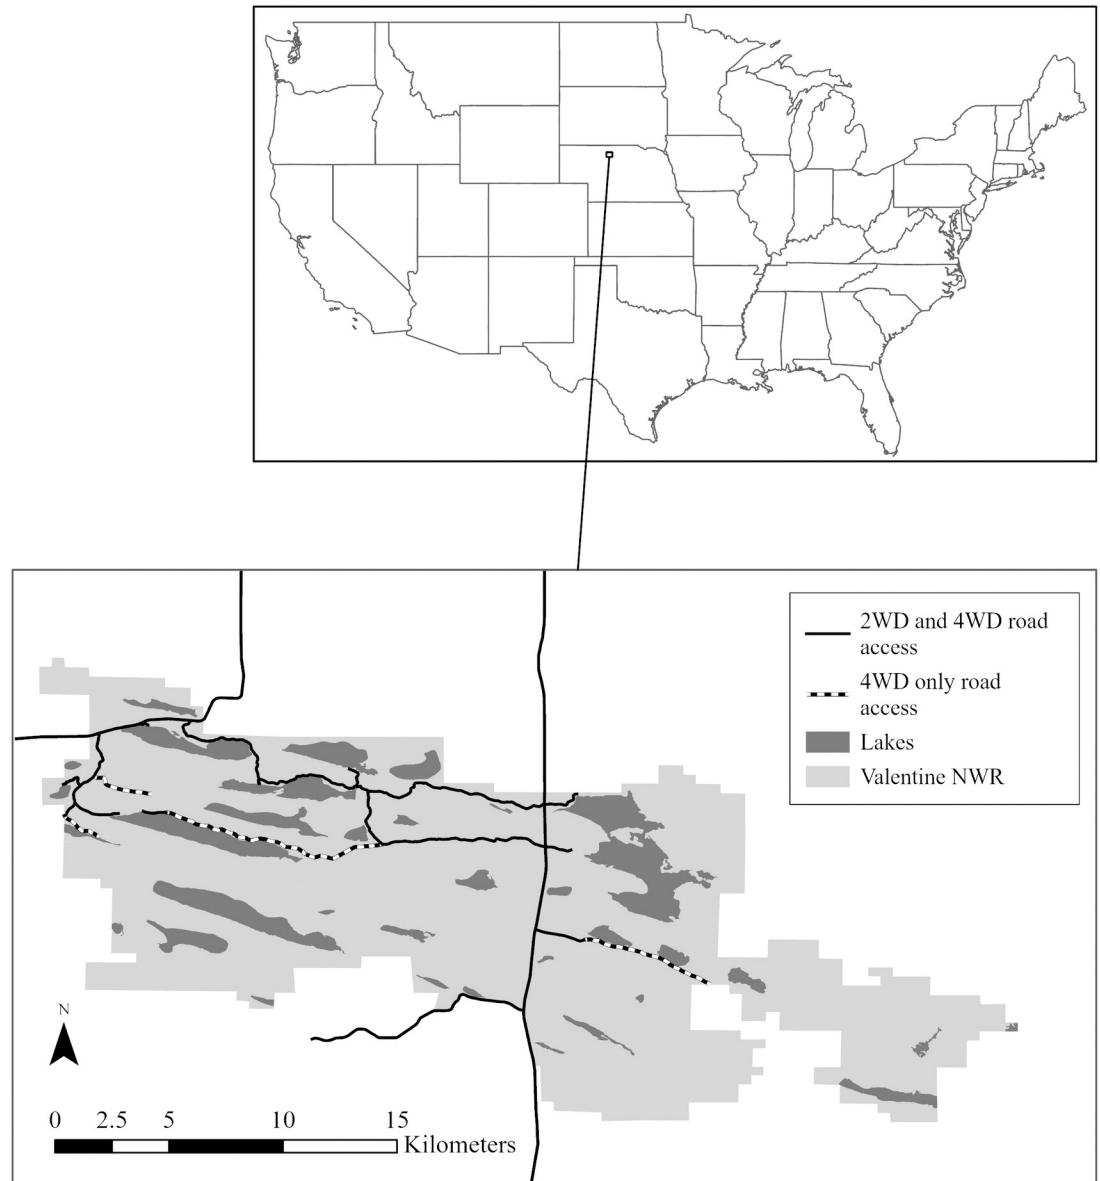 2WD and 4WD road
access
4WD only road
access
Lakes
Valentine NWR
N
0 2.5 5 10 15
Kilometers